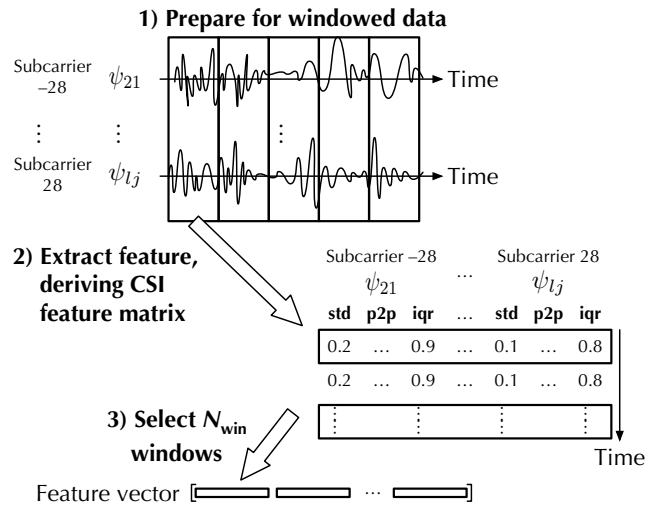 1) Prepare for windowed data
Subcarrier
–28
ψ21
Time
⋮ ⋮ ⋮
Subcarrier
28
ψlj
Time
2) Extract feature,
deriving CSI
feature matrix
Subcarrier –28 ... Subcarrier 28
ψ21 ψlj
std p2p iqr ... std p2p iqr
0.2 ... 0.9 ... 0.1 ... 0.8
0.2 ... 0.9 ... 0.1 ... 0.8
⋮ ⋮ ⋮ ⋮
3) Select Nwin
windows
Time
Feature vector [ ... ]